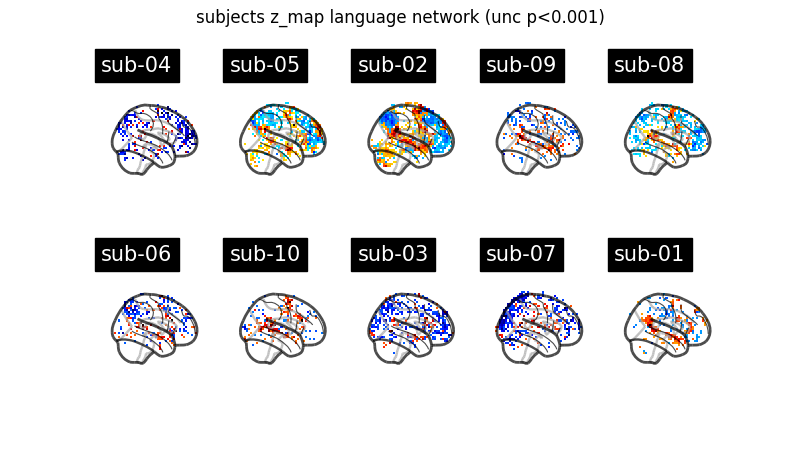 subjects z_map language network (unc p<0.001)
sub-04
sub-05
sub-02
sub-09
sub-08
sub-06
sub-10
sub-03
sub-07
sub-01